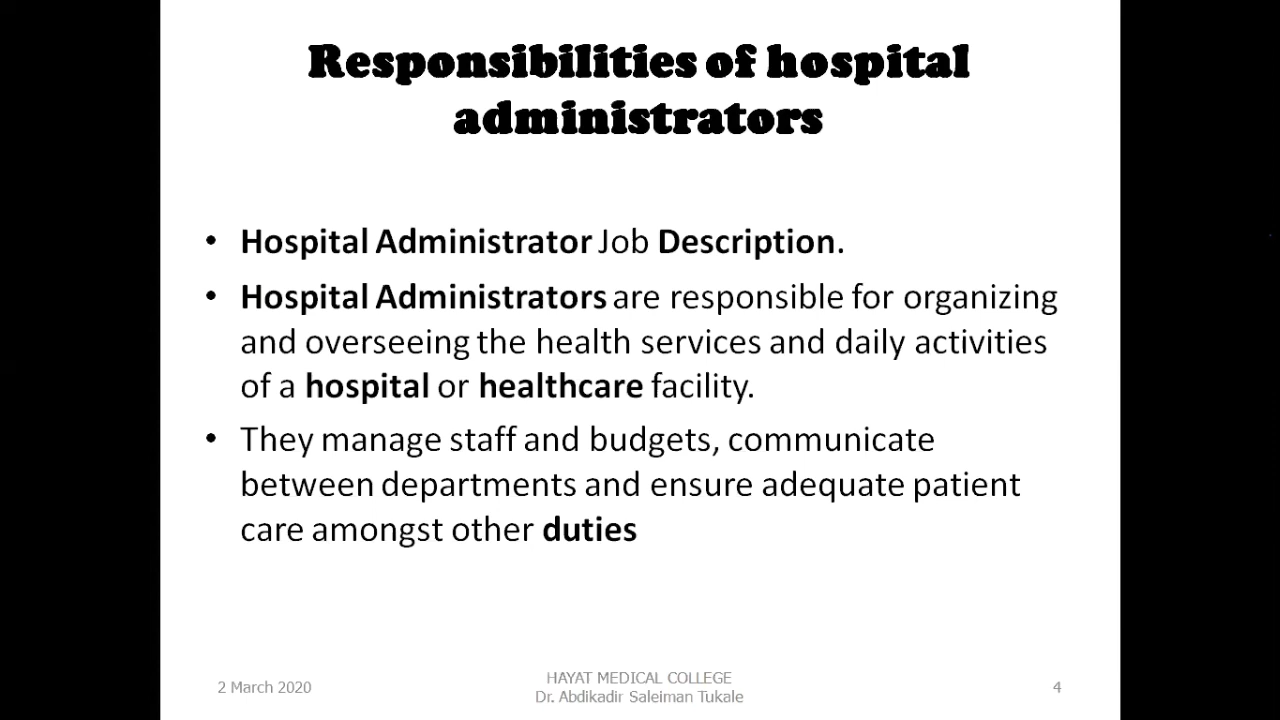 Responsibilities of hospital
administrators
• Hospital Administrator Job Description.
• Hospital Administrators are responsible for organizing
and overseeing the health services and daily activities
of a hospital or healthcare facility.
• They manage staff and budgets, communicate
between departments and ensure adequate patient
care amongst other duties
2 March 2020
HAYAT MEDICAL COLLEGE
Dr. Abdikadir Saleiman Tukale
4